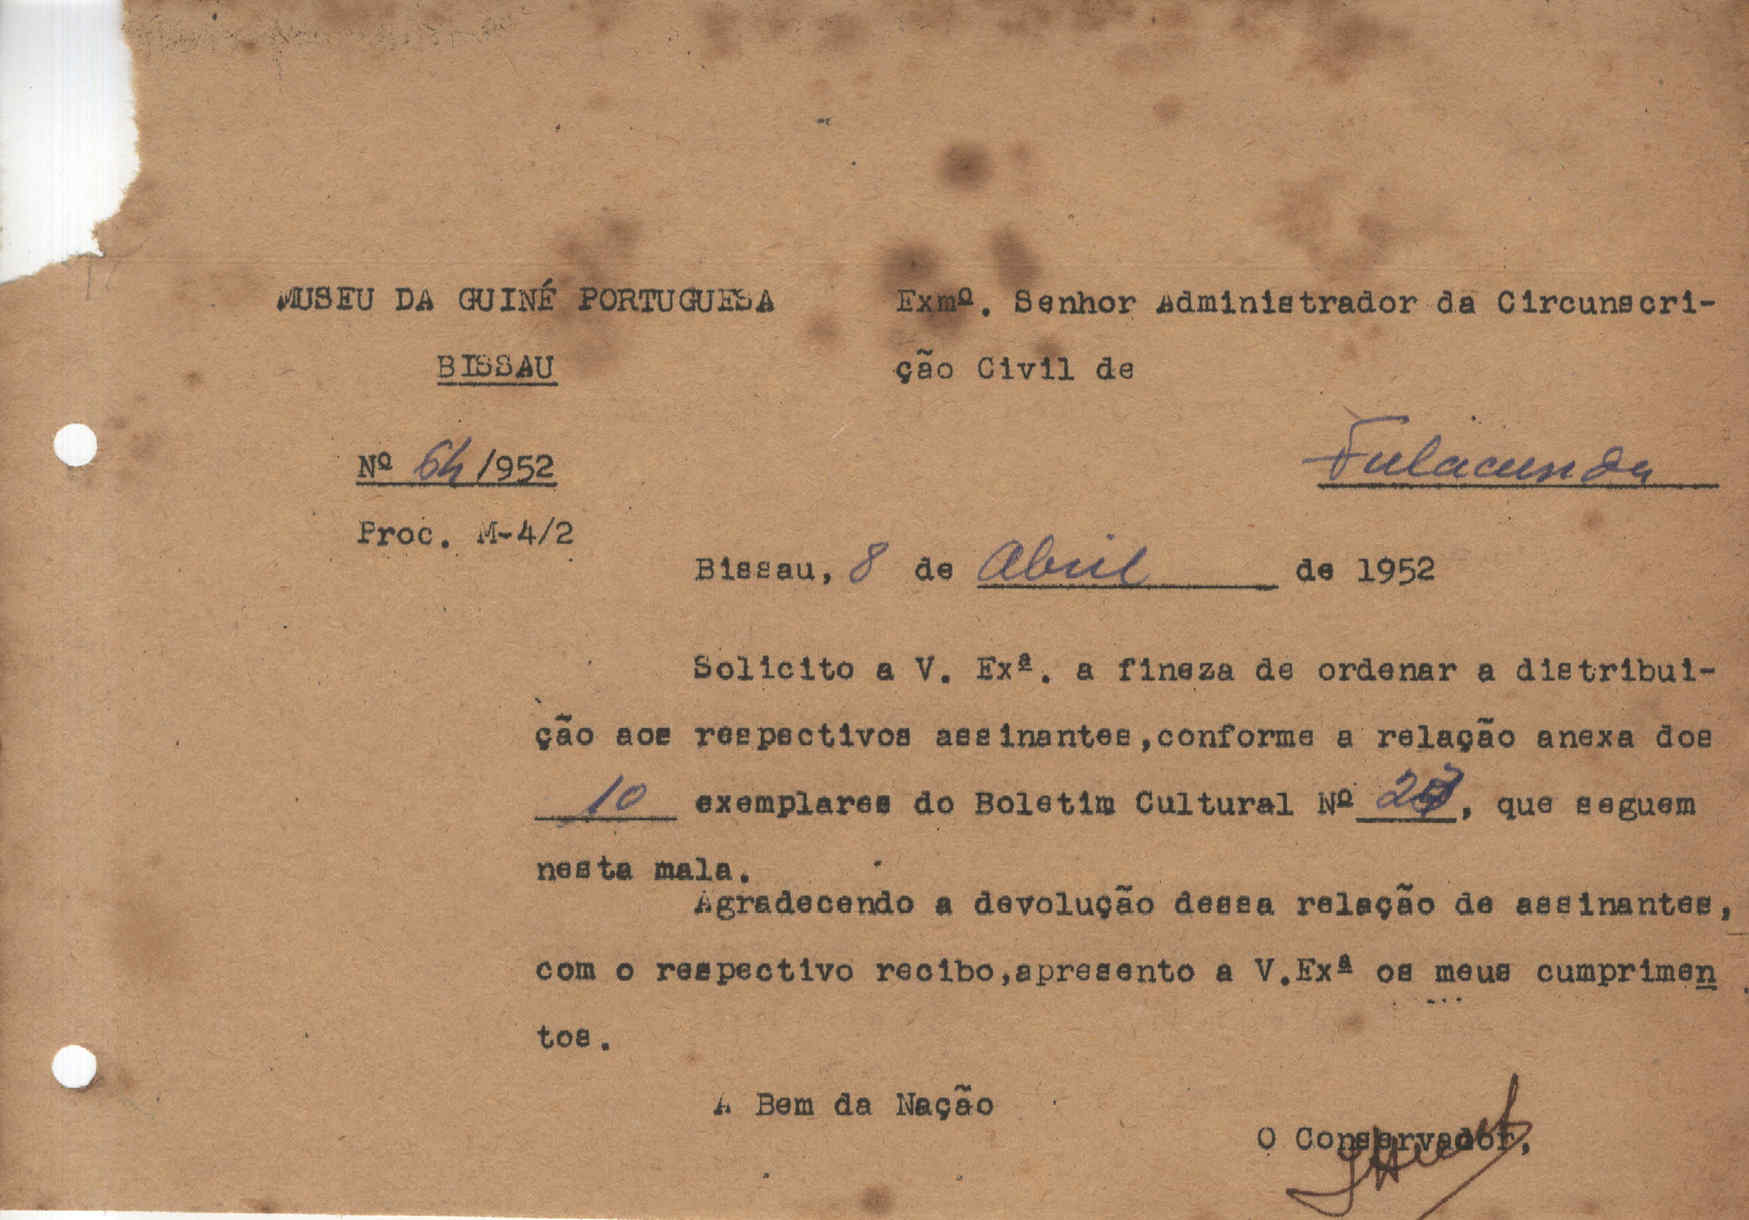 MUSEU DA GUINÉ PORTUGUESA
BISSAU
Nº 64/952
Proc. M-4/2
Exmº. Senhor Administrador da Circunscri-
ção Civil de
Fulacunda
Bissau, 8 de Abril de 1952
Solicito a V. Exª. a fineza de ordenar a distribui-
ção aos respectivos assinantes,conforme a relação anexa dos
10 exemplares do Boletim Cultural Nº 27, que seguem
nesta mala.
Agradecendo a devolução dessa relação de assinantes,
com o respectivo recibo,apresento a V.Exª os meus cumprimen
tos.
A Bem da Nação
O Conservador,